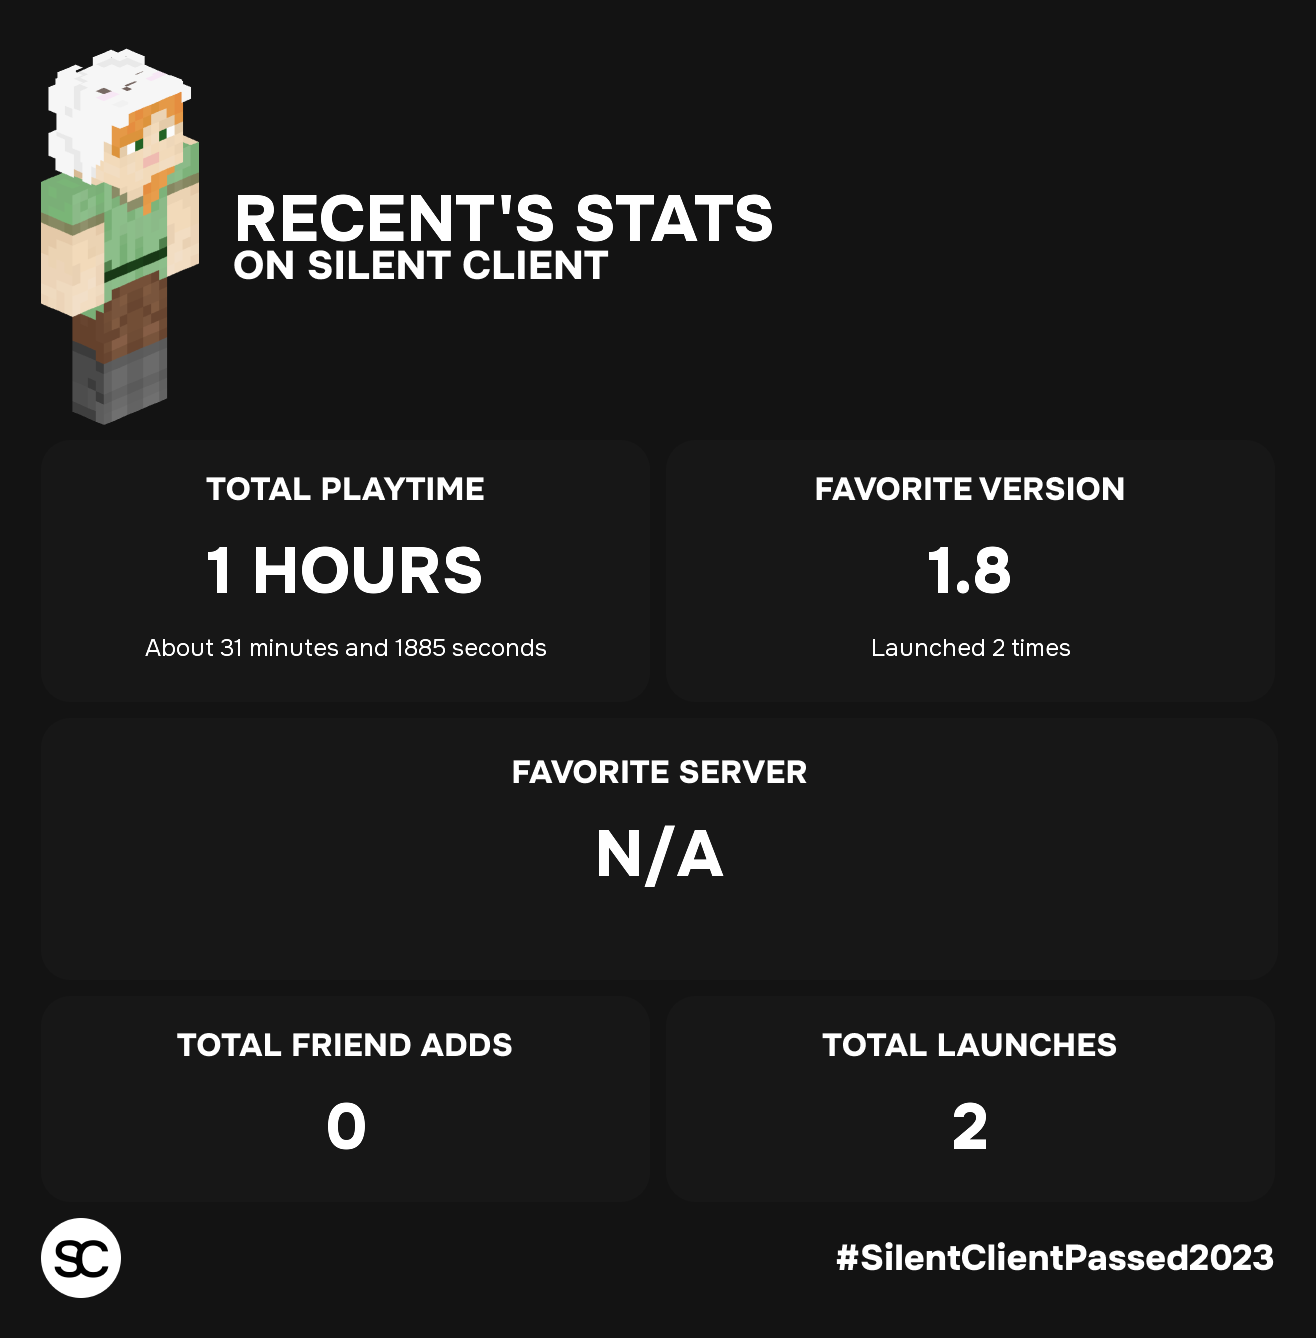 RECENT'S STATS
ON SILENT CLIENT
TOTAL PLAYTIME
1 HOURS
About 31 minutes and 1885 seconds
FAVORITE VERSION
1.8
Launched 2 times
FAVORITE SERVER
N/A
TOTAL FRIEND ADDS
0
TOTAL LAUNCHES
2
SC
#SilentClientPassed2023